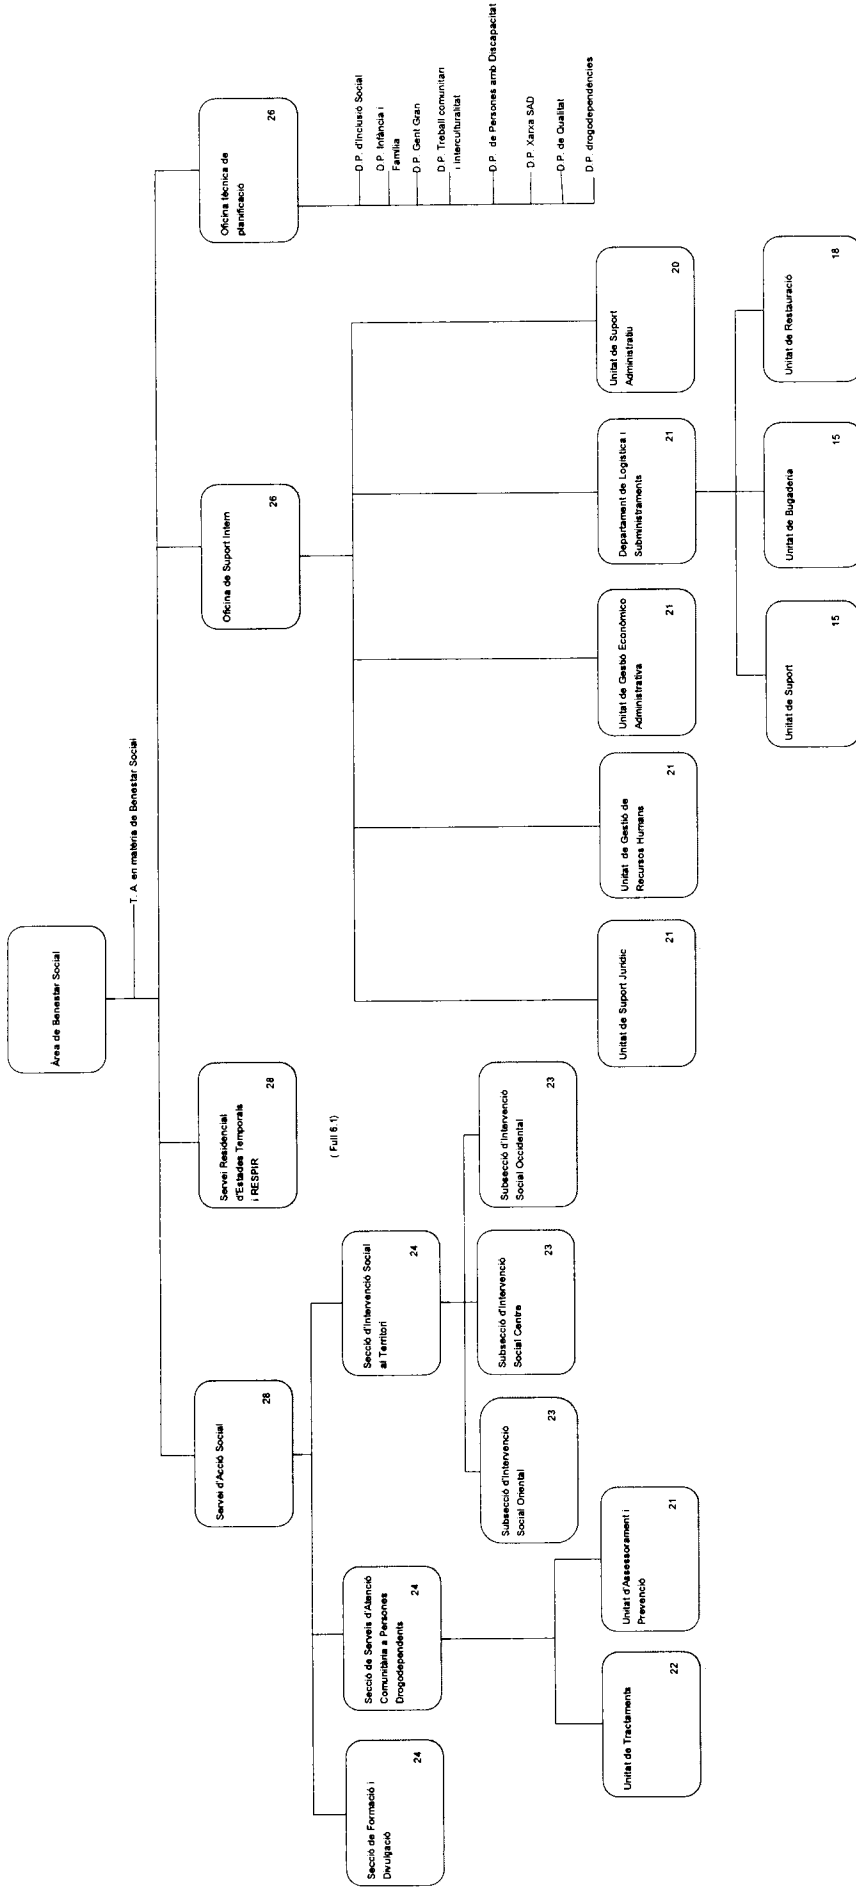 Àrea de Benestar Social
T. A. en matèria de Benestar Social
Servei d'Acció Social
28
Servei Residencial
d'Estades Temporals
i RESPIR
28
( Full 6.1)
Oficina de Suport Intern
26
Oficina tècnica de
planificació
26
Secció de Formació i
Divulgació
24
Secció de Serveis d'Atenció
Comunitària a Persones
Drogodependents
24
Secció d'Intervenció Social
al Territori
24
Subsecció d'Intervenció
Social Oriental
23
Subsecció d'Intervenció
Social Centre
23
Subsecció d'Intervenció
Social Occidental
23
Unitat de Tractaments
22
Unitat d'Assessorament i
Prevenció
21
Unitat de Suport Jurídic
21
Unitat de Gestió de
Recursos Humans
21
Unitat de Gestió Econòmico
Administrativa
21
Departament de Logística i
Subministraments
21
Unitat de Suport
Administratiu
20
Unitat de Suport
15
Unitat de Bugaderia
15
Unitat de Restauració
18
D.P. d'Inclusió Social
D.P. Infància i
Família
D.P. Gent Gran
D.P. Treball comunitari
i interculturalitat
D.P. de Persones amb Discapacitat
D.P. Xarxa SAD
D.P. de Qualitat
D.P. drogodependències